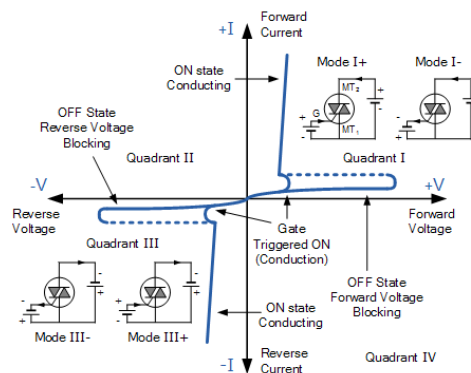 +I
Forward
Current
ON state
Conducting
Mode I+
Mode I-
MT₂
G
MT₁
+
-
+
-
+
-
+
-
OFF State
Reverse Voltage
Blocking
Quadrant II
Quadrant I
-V
+V
Reverse
Voltage
Forward
Voltage
Quadrant III
Gate
Triggered ON
(Conduction)
OFF State
Forward Voltage
Blocking
-
+
-
+
+
-
-
+
Mode III-
Mode III+
ON state
Conducting
-I
Reverse
Current
Quadrant IV